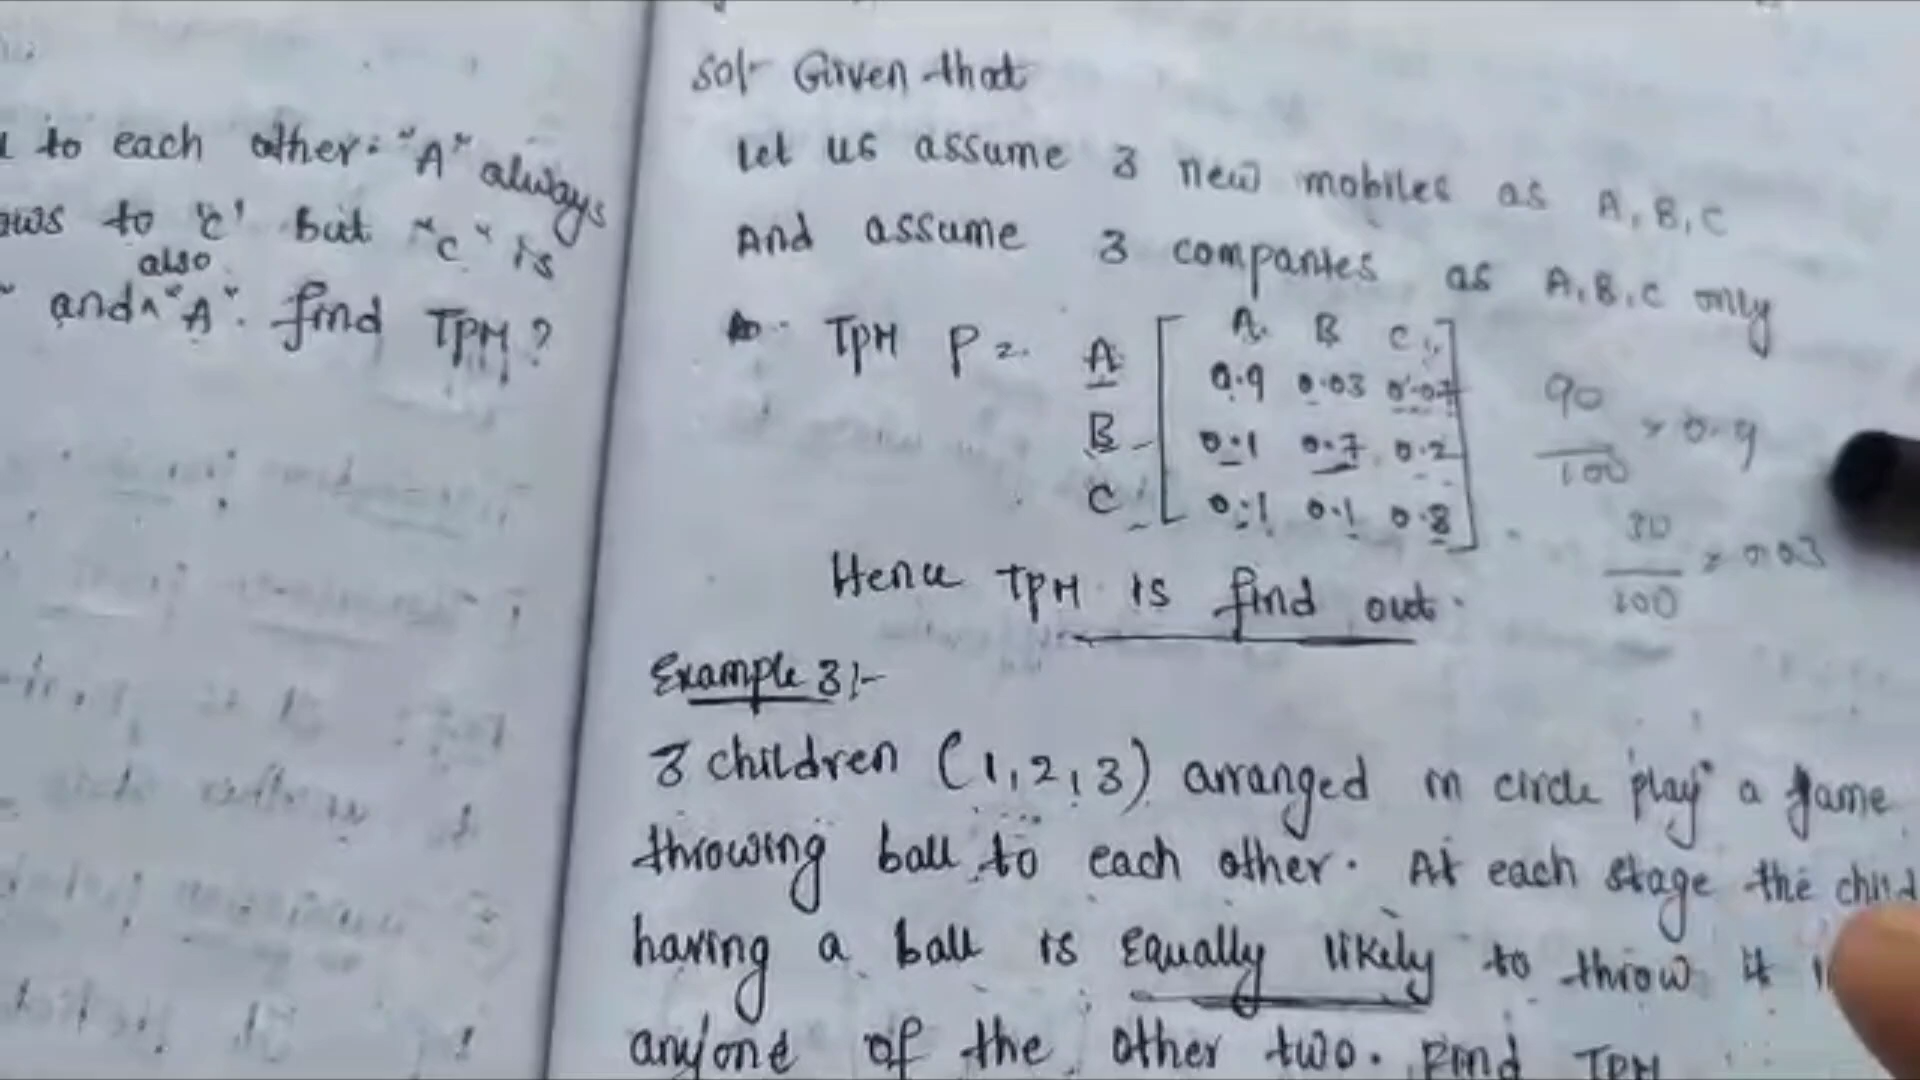 to each other. "A" always
ows to 'c' but "c" is
also
and ^ "A". find TPM?
Sol- Given that
Let us assume 3 new mobiles as A, B, C
And assume 3 companies as A, B, C only
TPM P = A [ A B C
0.9 0.03 0.07
B 0.1 0.7 0.2
C 0.1 0.1 0.8 ]
90
100 = 0.9
30
100 = 0.03
Hence TPM is find out.
Example 3:-
3 children (1, 2, 3) arranged in circle "play" a game
throwing ball to each other. At each stage the child
having a ball is equally likely to throw it
anyone of the other two. Find TPM